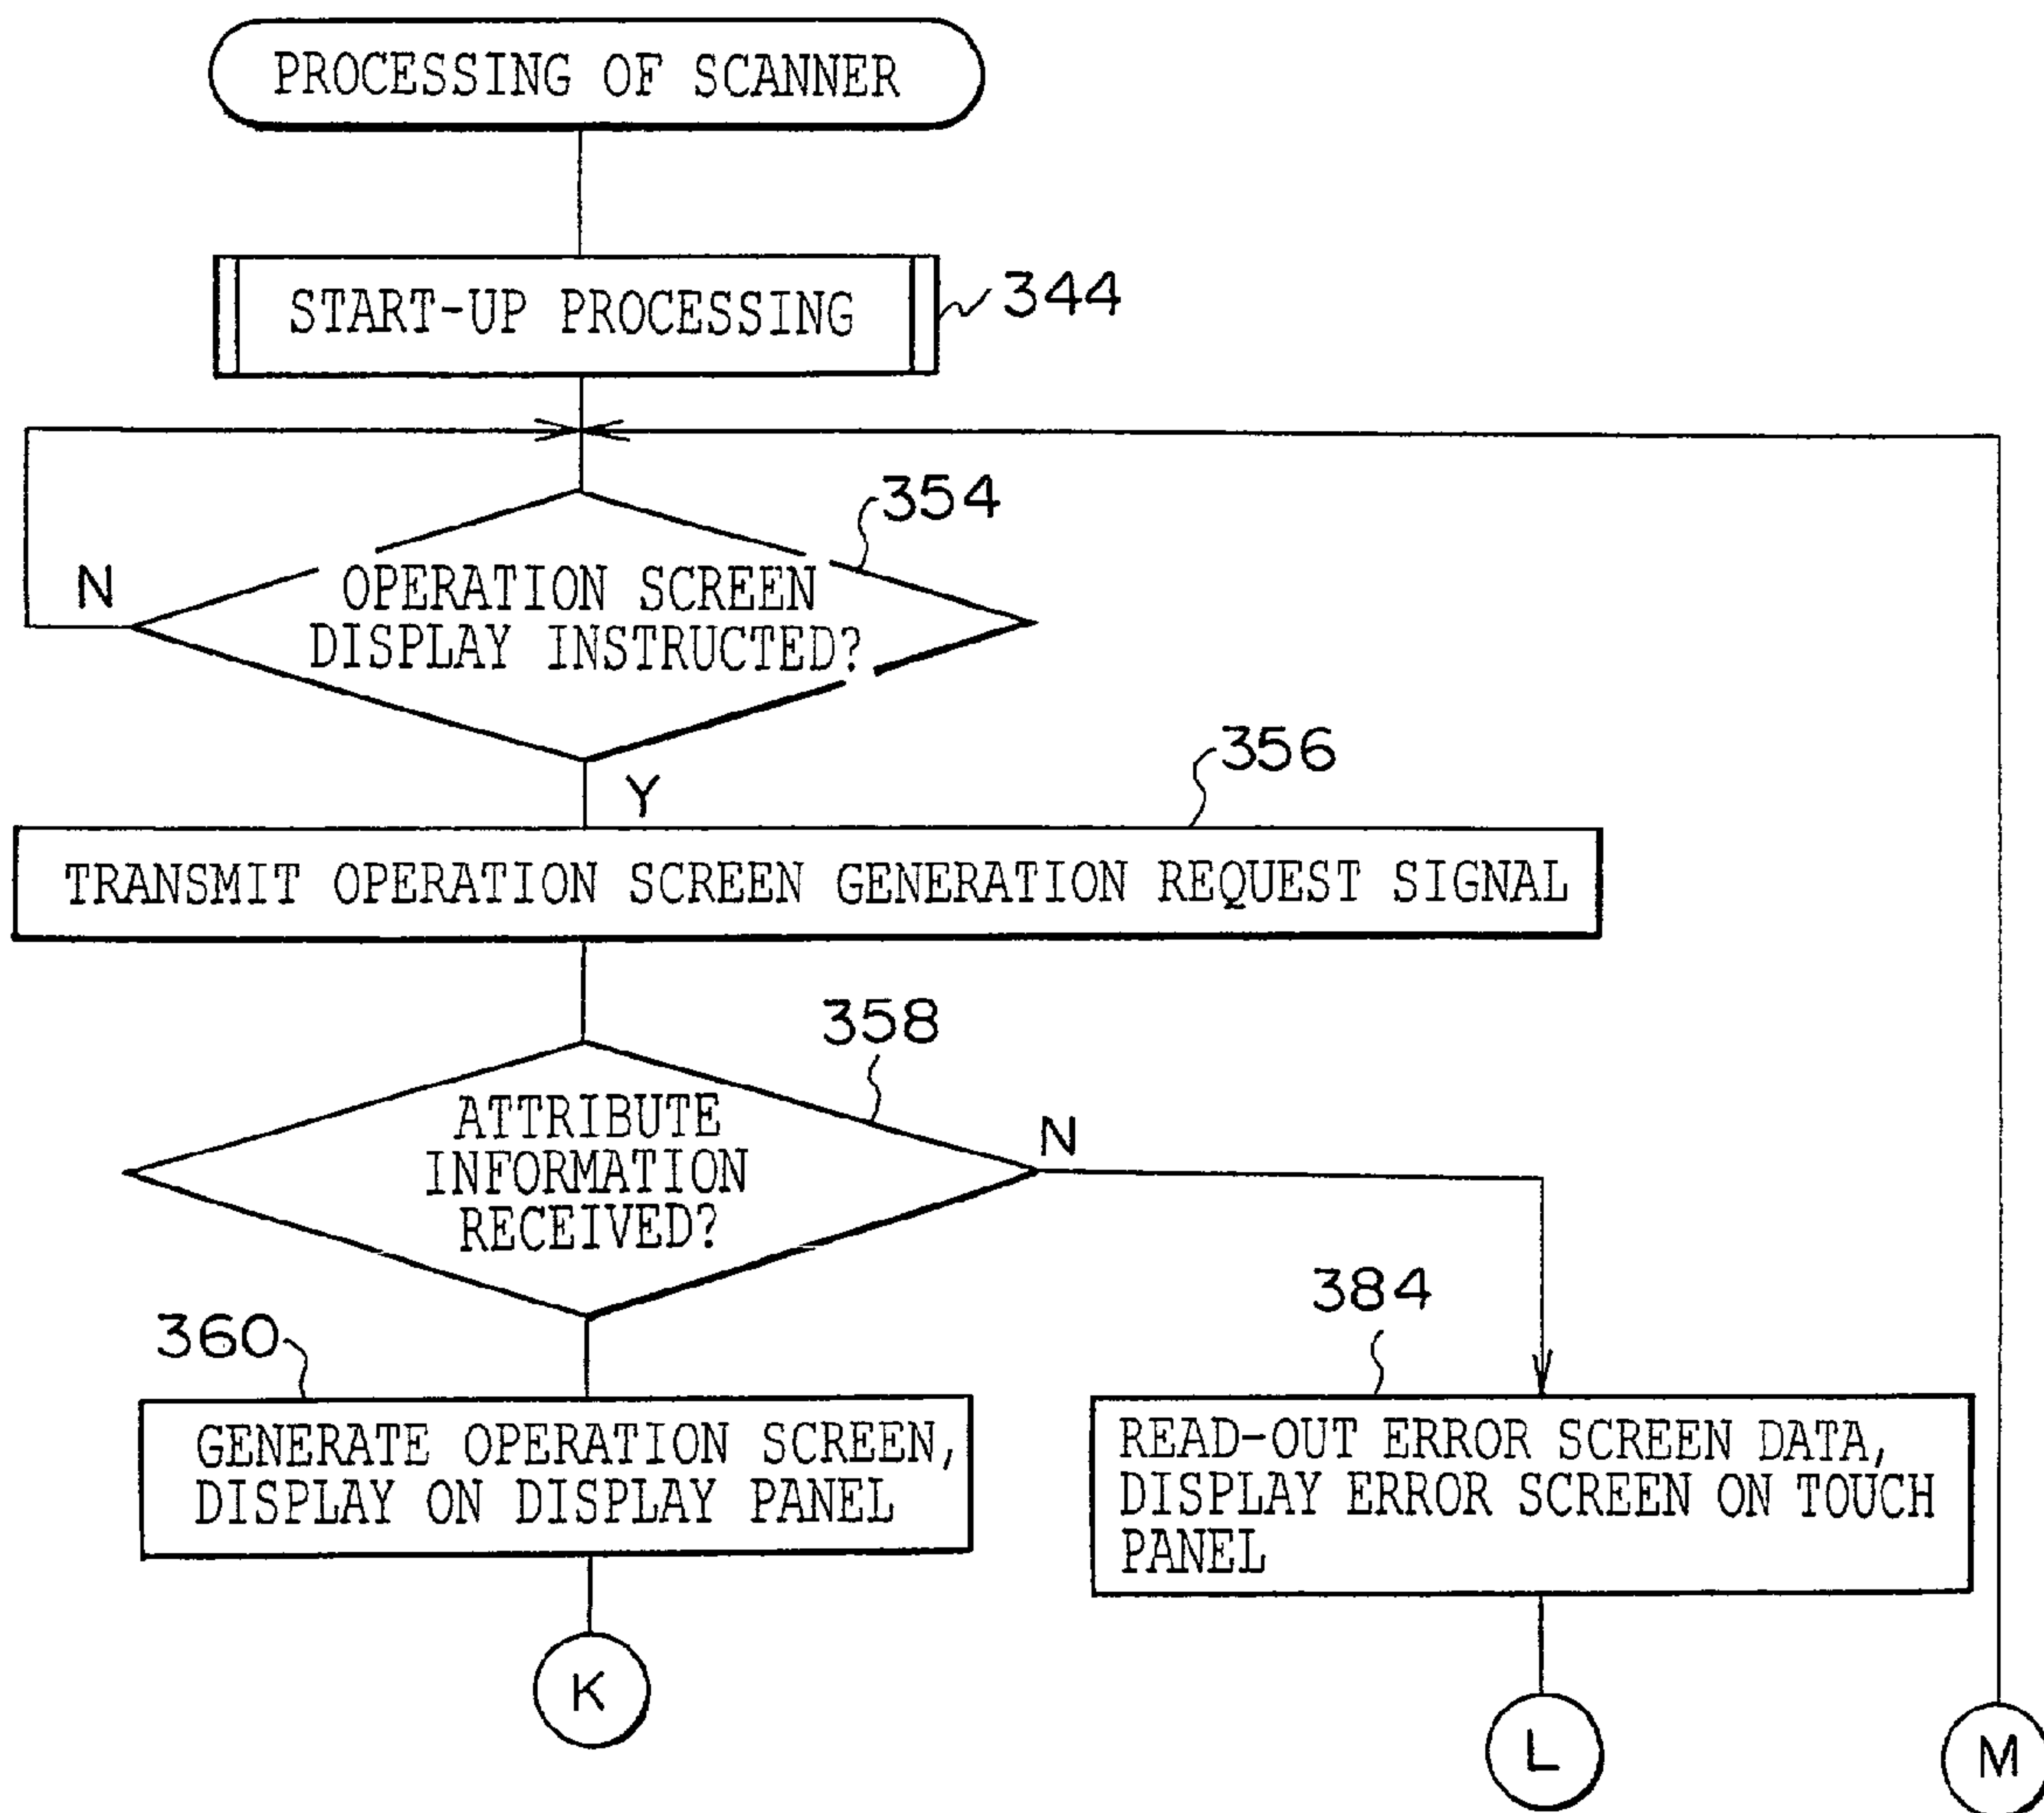 PROCESSING OF SCANNER
START-UP PROCESSING
344
354
N
OPERATION SCREEN
DISPLAY INSTRUCTED?
Y
356
TRANSMIT OPERATION SCREEN GENERATION REQUEST SIGNAL
358
ATTRIBUTE
INFORMATION
RECEIVED?
N
360
GENERATE OPERATION SCREEN,
DISPLAY ON DISPLAY PANEL
384
READ-OUT ERROR SCREEN DATA,
DISPLAY ERROR SCREEN ON TOUCH
PANEL
K
L
M